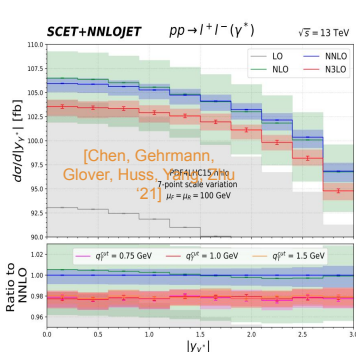 SCET+NNLOJET pp → l⁺l⁻(γ*) √s = 13 TeV
110.0
107.5
105.0
102.5
100.0
97.5
95.0
92.5
90.0
dσ/d|yγ*| [fb]
LO NNLO
NLO N3LO
[Chen, Gehrmann,
Glover, Huss, Yang, Zhu
'21]
PDF4LHC15 nnlo
7-point scale variation
μF = μR = 100 GeV
1.02
1.00
0.98
0.96
Ratio to
NNLO
qTcut = 0.75 GeV qTcut = 1.0 GeV qTcut = 1.5 GeV
0.0 0.5 1.0 1.5 2.0 2.5 3.0
|yγ*|